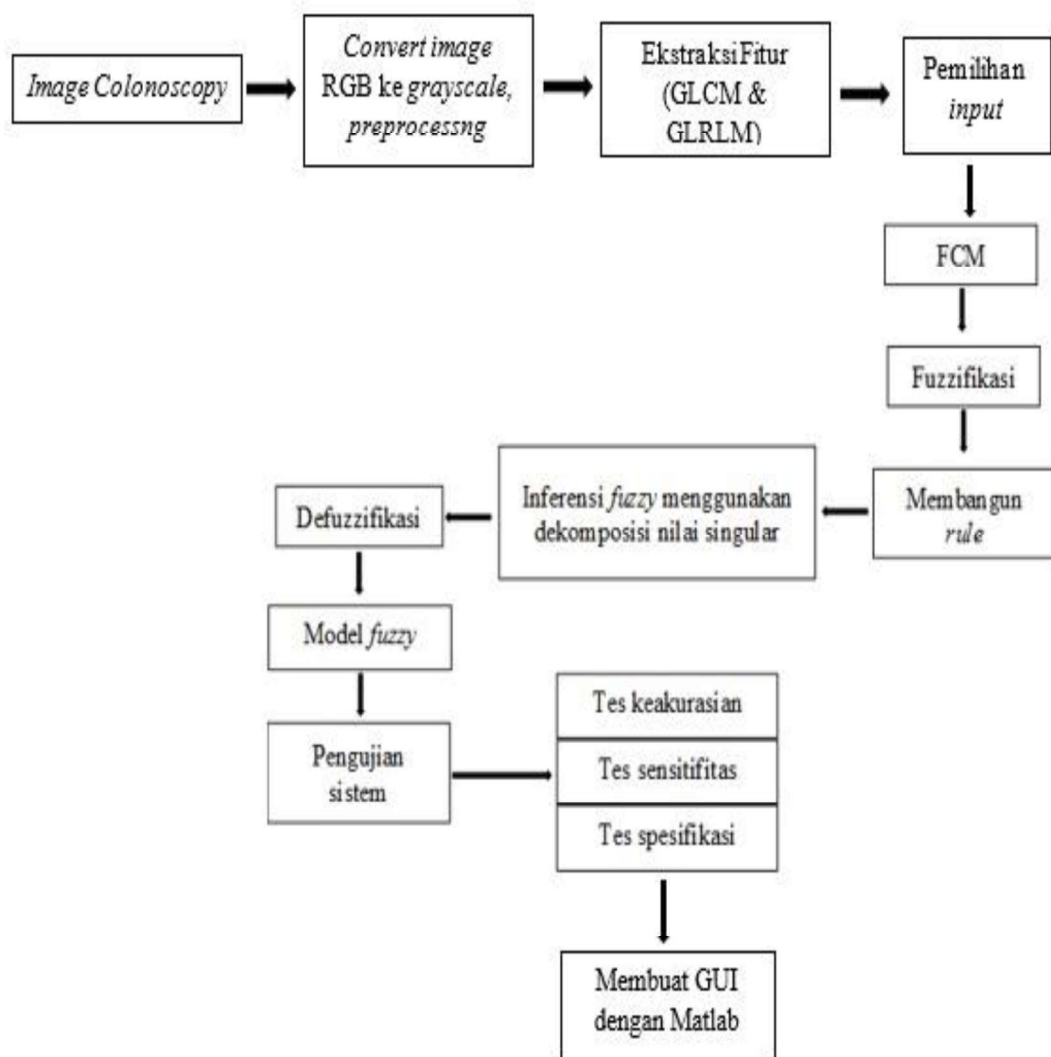 Image Colonoscopy
Convert image
RGB ke grayscale,
preprocessng
Ekstraksi Fitur
(GLCM &
GLRLM)
Pemilihan
input
FCM
Fuzzifikasi
Membangun
rule
Inferensi fuzzy menggunakan
dekomposisi nilai singular
Defuzzifikasi
Model fuzzy
Pengujian
sistem
Tes keakurasian
Tes sensitifitas
Tes spesifikasi
Membuat GUI
dengan Matlab